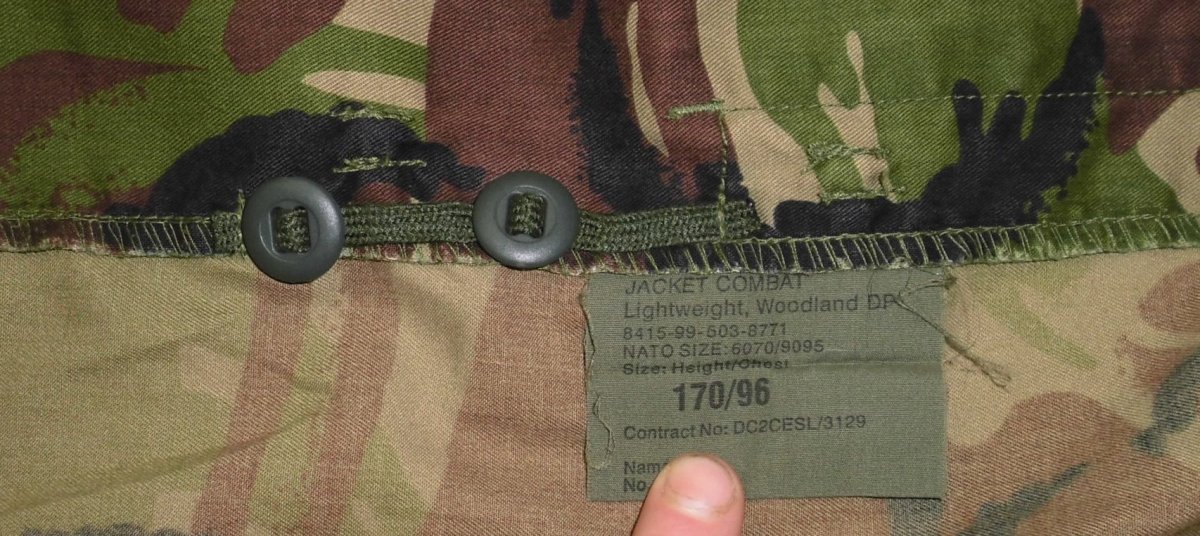 JACKET COMBAT
Lightweight, Woodland DP
8415-99-503-8771
NATO SIZE: 6070/9095
Size: Height/Chest
170/96
Contract No: DC2CESL/3129
No.